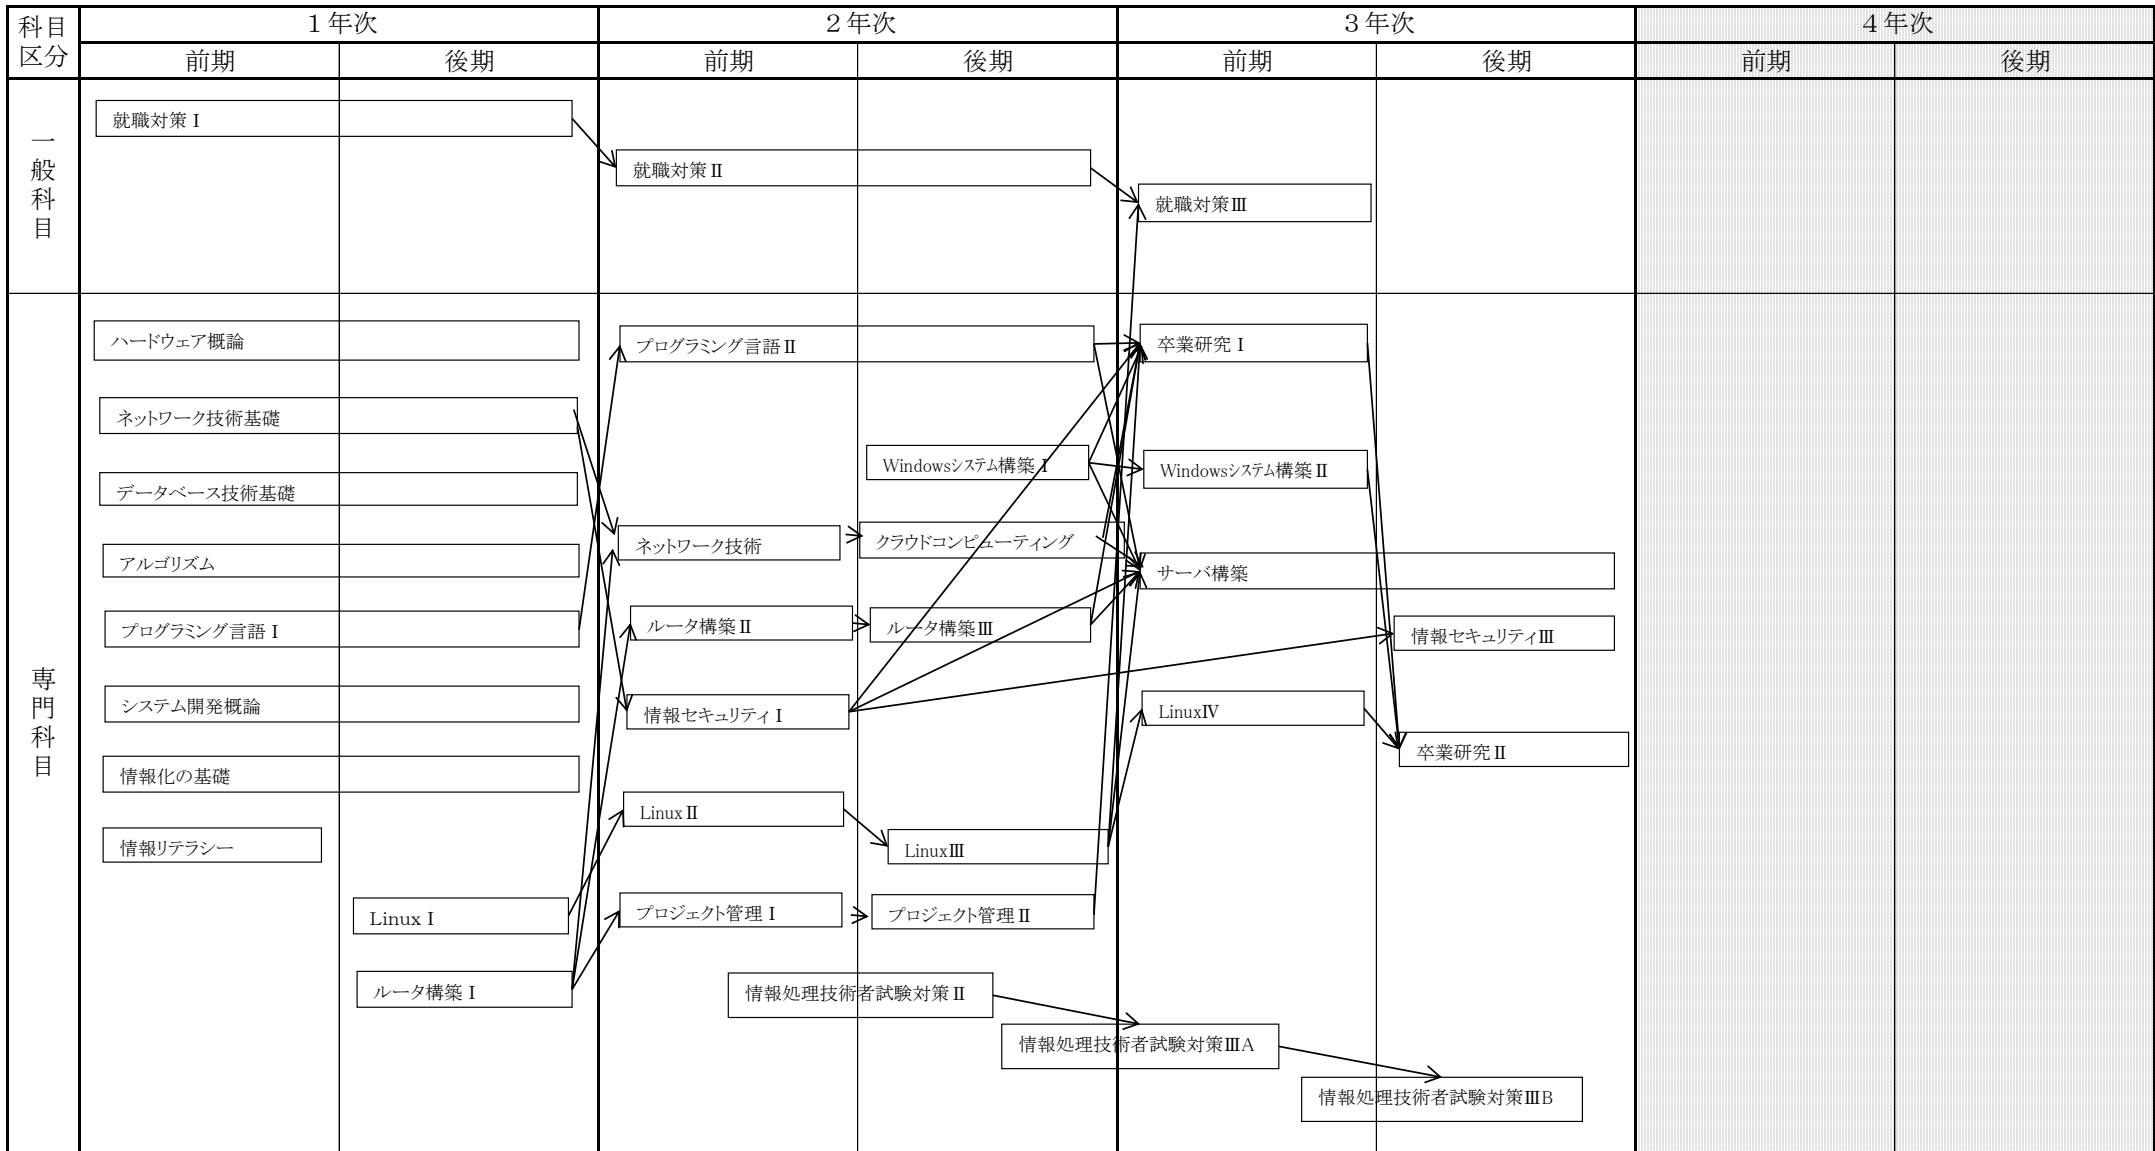 科目
区分
１年次
２年次
３年次
４年次
前期
後期
前期
後期
前期
後期
前期
後期
一般科目
就職対策Ⅰ
就職対策Ⅱ
就職対策Ⅲ
専門科目
ハードウェア概論
プログラミング言語Ⅱ
卒業研究Ⅰ
ネットワーク技術基礎
Windowsシステム構築Ⅰ
Windowsシステム構築Ⅱ
データベース技術基礎
ネットワーク技術
クラウドコンピューティング
アルゴリズム
サーバ構築
プログラミング言語Ⅰ
ルータ構築Ⅱ
ルータ構築Ⅲ
情報セキュリティⅢ
システム開発概論
情報セキュリティⅠ
LinuxⅣ
卒業研究Ⅱ
情報化の基礎
LinuxⅡ
情報リテラシー
LinuxⅢ
LinuxⅠ
プロジェクト管理Ⅰ
プロジェクト管理Ⅱ
ルータ構築Ⅰ
情報処理技術者試験対策Ⅱ
情報処理技術者試験対策ⅢA
情報処理技術者試験対策ⅢB